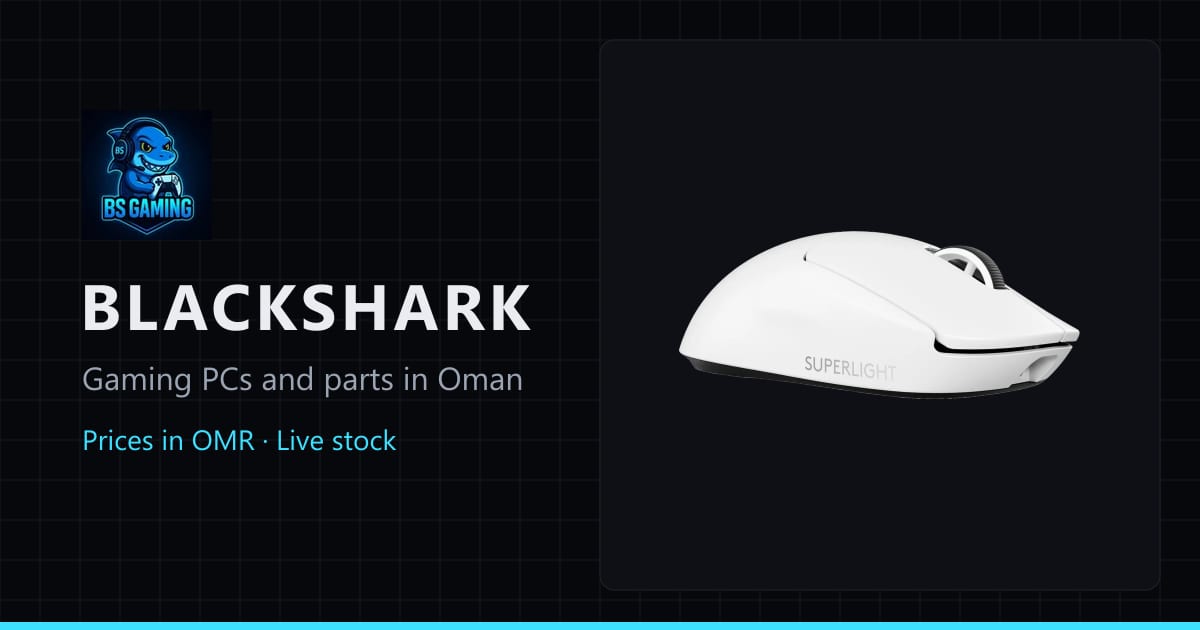 BS
BS GAMING
BLACKSHARK
Gaming PCs and parts in Oman
Prices in OMR · Live stock
SUPERLIGHT